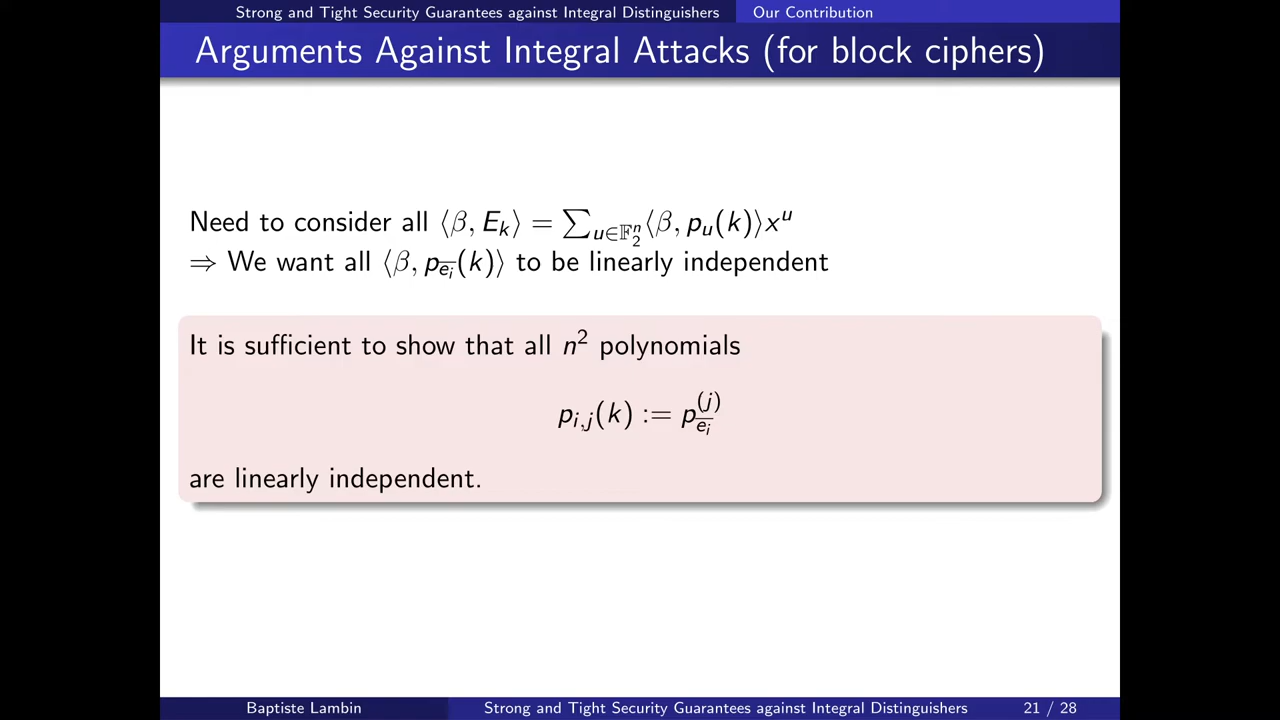 Strong and Tight Security Guarantees against Integral Distinguishers Our Contribution
Arguments Against Integral Attacks (for block ciphers)
Need to consider all ⟨β, E_k⟩ = ∑_{u∈𝔽_2^n} ⟨β, p_u(k)⟩x^u
⇒ We want all ⟨β, p_{\overline{e_i}}(k)⟩ to be linearly independent
It is sufficient to show that all n² polynomials
p_{i,j}(k) := p_{\overline{e_i}}^{(j)}
are linearly independent.
Baptiste Lambin Strong and Tight Security Guarantees against Integral Distinguishers 21 / 28